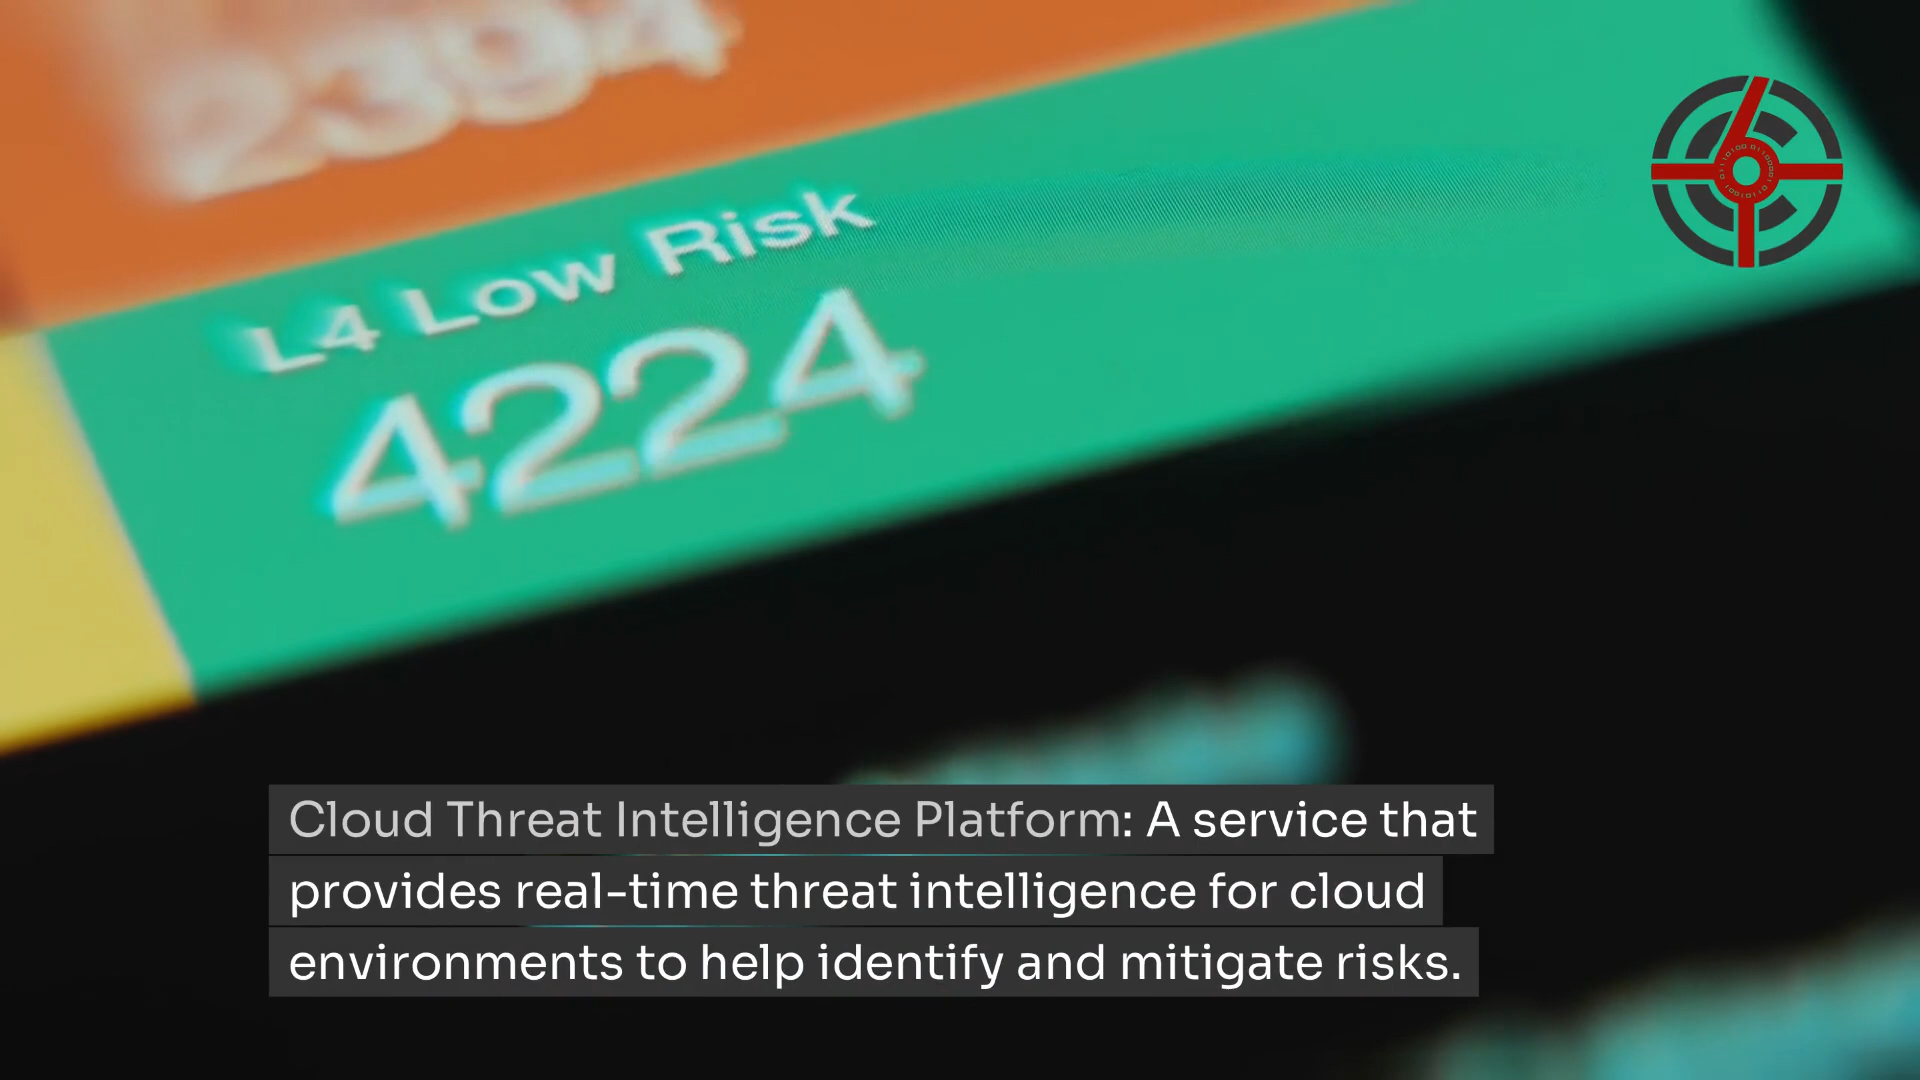 2394
L4 Low Risk
4224
Cloud Threat Intelligence Platform: A service that
provides real-time threat intelligence for cloud
environments to help identify and mitigate risks.